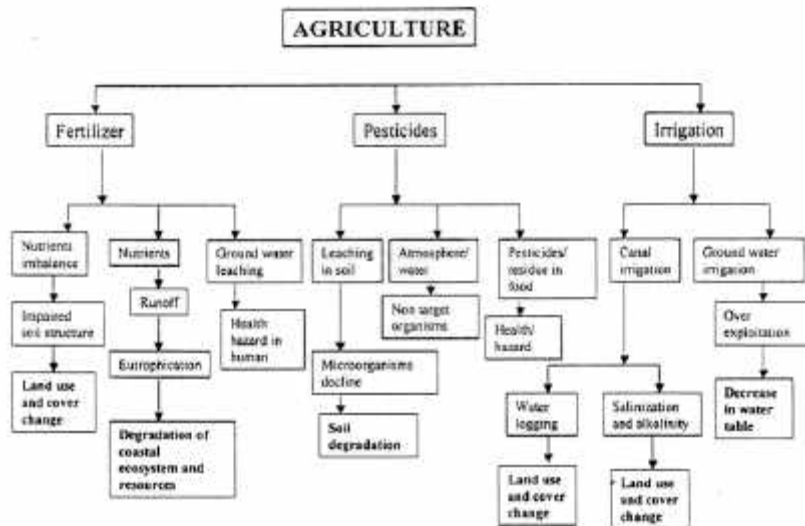 AGRICULTURE
Fertilizer
Pesticides
Irrigation
Nutrients
imbalance
Nutrients
Ground water
leaching
Leaching
in soil
Atmosphere/
water
Pesticides/
residue in
food
Canal
irrigation
Ground water
irrigation
Impaired
soil structure
Runoff
Health
hazard in
human
Non target
organisms
Health/
hazard
Over
exploitation
Land use
and cover
change
Eutrophication
Microorganisms
decline
Water
logging
Salinization
and alkalinity
Decrease
in water
table
Degradation of
coastal
ecosystem and
resources
Soil
degradation
Land use
and cover
change
Land use
and cover
change